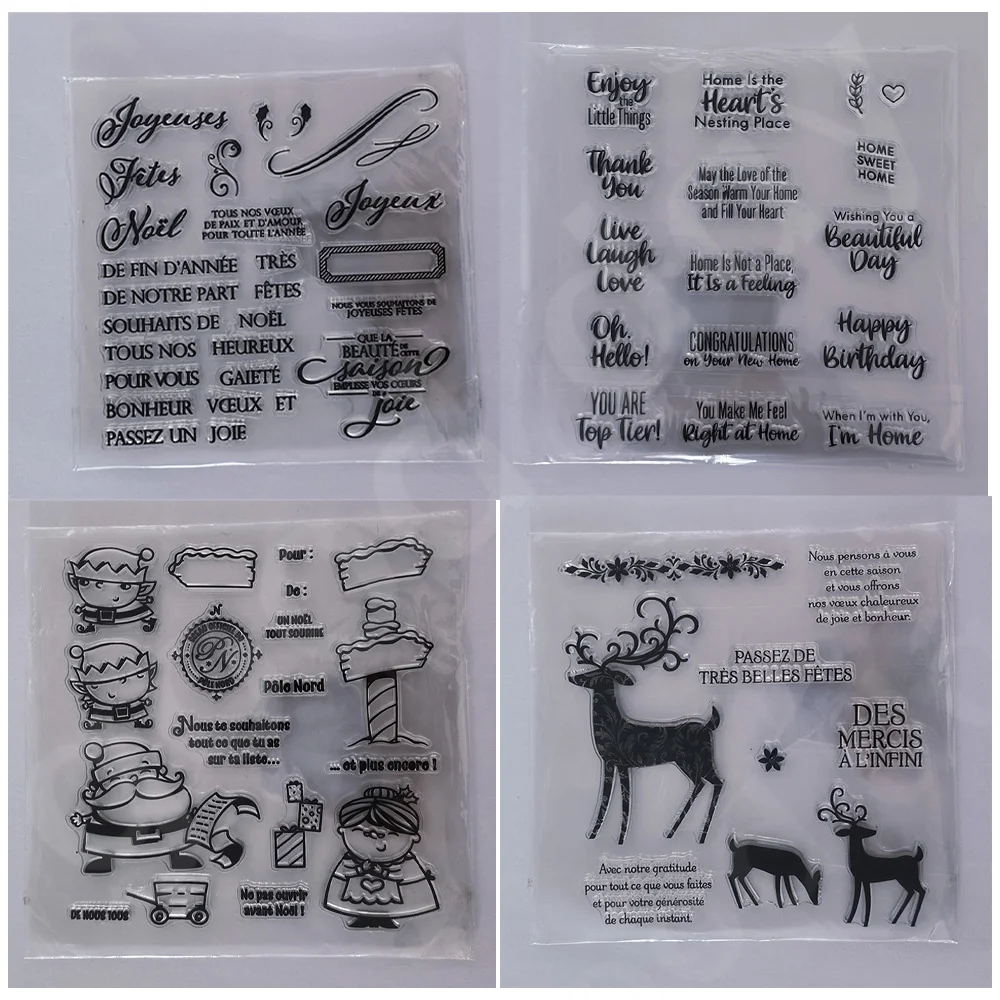 Joyeuses
Fêtes
Noël
TOUS NOS VŒUX
DE PAIX ET D'AMOUR
POUR TOUTE L'ANNÉE
Joyeux
DE FIN D'ANNÉE TRÈS
DE NOTRE PART FÊTES
SOUHAITS DE NOËL
TOUS NOS HEUREUX
POUR VOUS GAIETÉ
BONHEUR VŒUX ET
PASSEZ UN JOIE
NOUS VOUS SOUHAITONS DE
JOYEUSES FÊTES
QUE LA
BEAUTÉ DE CETTE
saison
EMPLISSE VOS CŒURS
DE
joie
Enjoy
the
Little Things
Thank
You
Live
Laugh
Love
Oh,
Hello!
YOU ARE
Top Tier!
Home Is the
Heart's
Nesting Place
May the Love of the
Season Warm Your Home
and Fill Your Heart
Home Is Not a Place,
It Is a Feeling
CONGRATULATIONS
on Your New Home
You Make Me Feel
Right at Home
HOME
SWEET
HOME
Wishing You a
Beautiful
Day
Happy
Birthday
When I'm with You,
I'm Home
Pour :
De :
UN NOËL
TOUT SOURIRE
N
PN
PÔLE NORD
Pôle Nord
Nous te souhaitons
tout ce que tu as
sur ta liste...
... et plus encore !
DE NOUS TOUS
Ne pas ouvrir
avant Noël !
Nous pensons à vous
en cette saison
et vous offrons
nos vœux chaleureux
de joie et bonheur.
PASSEZ DE
TRÈS BELLES FÊTES
DES
MERCIS
À L'INFINI
Avec notre gratitude
pour tout ce que vous faites
et pour votre générosité
de chaque instant.